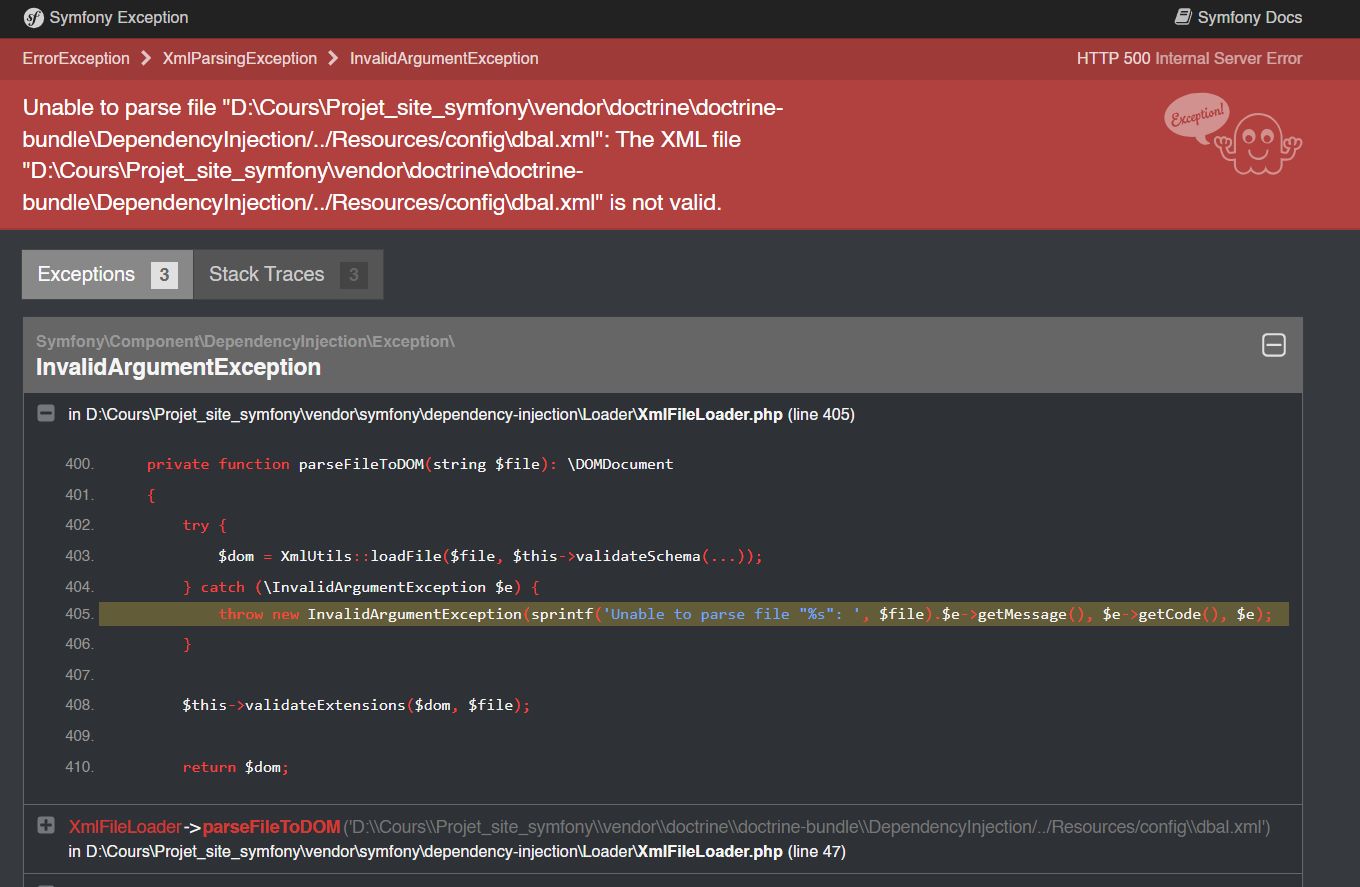 Symfony Exception
Symfony Docs
ErrorException > XmlParsingException > InvalidArgumentException
HTTP 500 Internal Server Error
Unable to parse file "D:\Cours\Projet_site_symfony\vendor\doctrine\doctrine-
bundle\DependencyInjection/../Resources/config\dbal.xml": The XML file
"D:\Cours\Projet_site_symfony\vendor\doctrine\doctrine-
bundle\DependencyInjection/../Resources/config\dbal.xml" is not valid.
Exception!
Exceptions 3
Stack Traces 3
Symfony\Component\DependencyInjection\Exception\
InvalidArgumentException
in D:\Cours\Projet_site_symfony\vendor\symfony\dependency-injection\Loader\XmlFileLoader.php (line 405)
400. private function parseFileToDOM(string $file): \DOMDocument
401. {
402. try {
403. $dom = XmlUtils::loadFile($file, $this->validateSchema(...));
404. } catch (\InvalidArgumentException $e) {
405. throw new InvalidArgumentException(sprintf('Unable to parse file "%s": ', $file).$e->getMessage(), $e->getCode(), $e);
406. }
407.
408. $this->validateExtensions($dom, $file);
409.
410. return $dom;
XmlFileLoader->parseFileToDOM('D:\\Cours\\Projet_site_symfony\\vendor\\doctrine\\doctrine-bundle\\DependencyInjection/../Resources/config\\dbal.xml')
in D:\Cours\Projet_site_symfony\vendor\symfony\dependency-injection\Loader\XmlFileLoader.php (line 47)